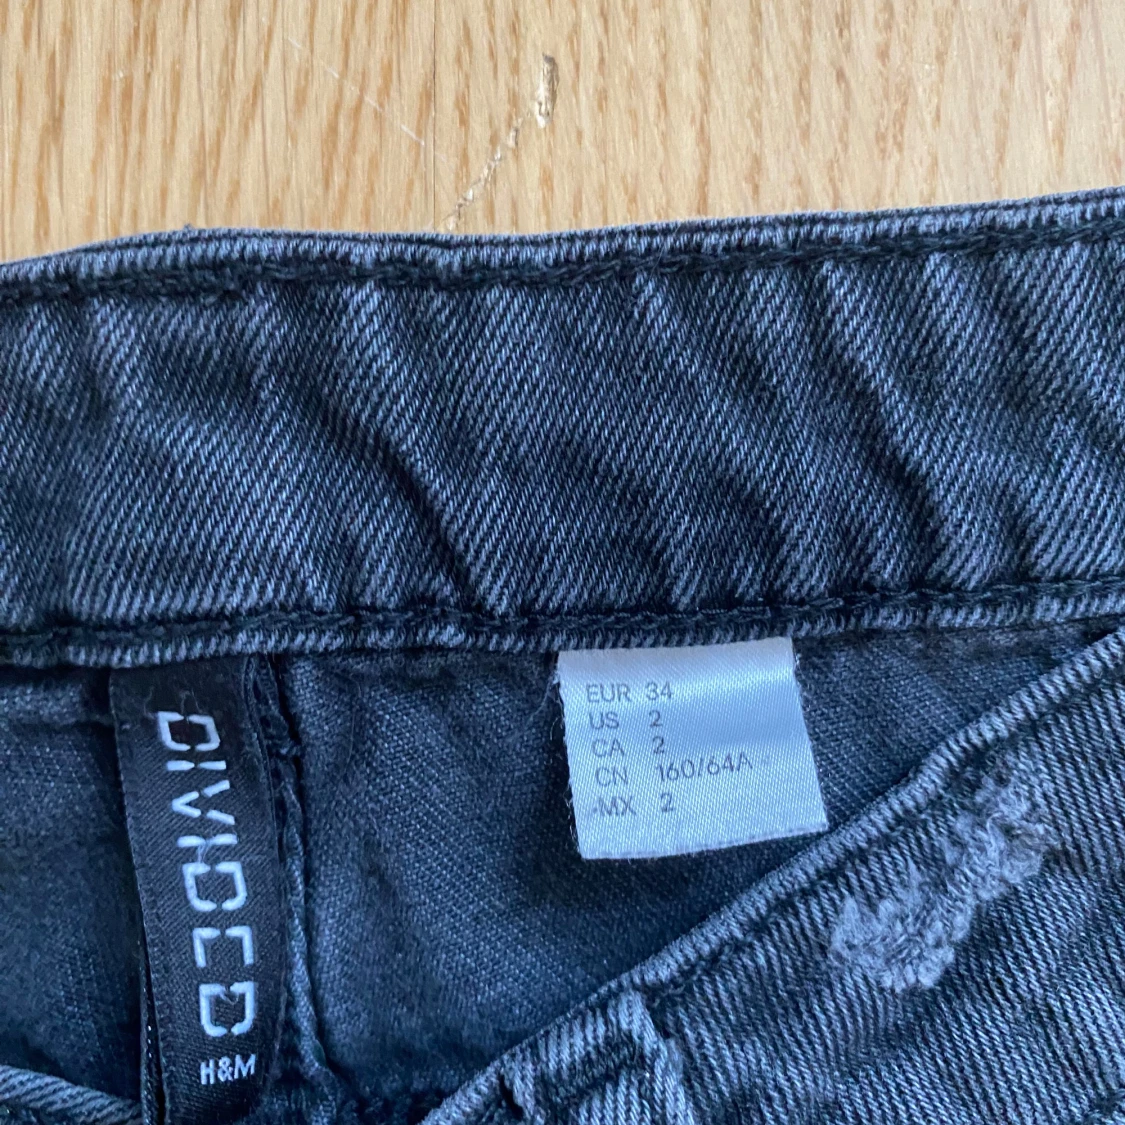 DIVIDED
H&M
EUR 34
US 2
CA 2
CN 160/64A
MX 2